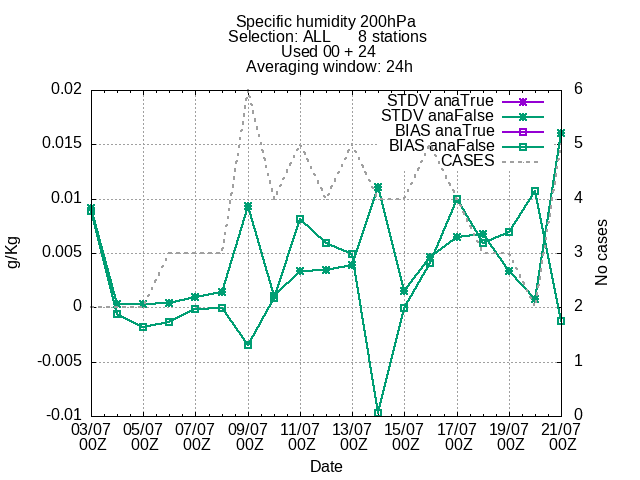 Specific humidity 200hPa
Selection: ALL 8 stations
Used 00 + 24
Averaging window: 24h
STDV anaTrue
STDV anaFalse
BIAS anaTrue
BIAS anaFalse
CASES
0.02
0.015
0.01
0.005
0
-0.005
-0.01
g/Kg
6
5
4
3
2
1
0
No cases
03/07 05/07 07/07 09/07 11/07 13/07 15/07 17/07 19/07 21/07
00Z 00Z 00Z 00Z 00Z 00Z 00Z 00Z 00Z 00Z
Date